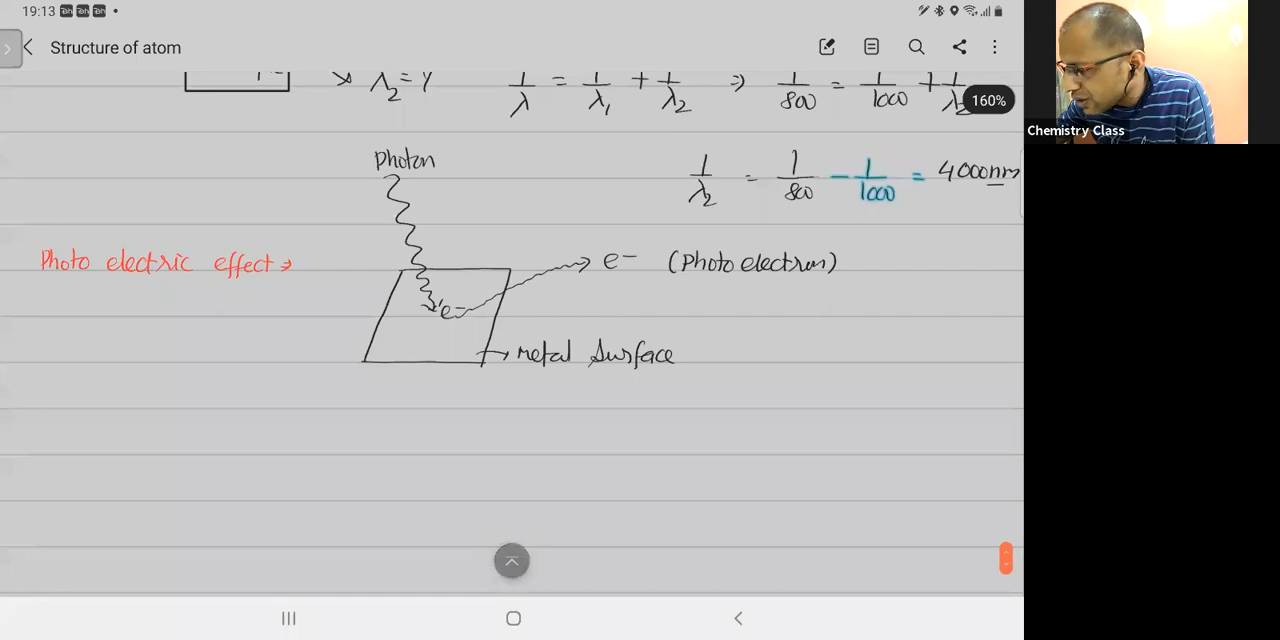 19:13
Structure of atom
λ₂ = Y
1/λ = 1/λ₁ + 1/λ₂ ⇒ 1/800 = 1/1000 + 1/λ₂
160%
Chemistry Class
Photon
1/λ₂ = 1/800 - 1/1000 = 4000nm
Photo electric effect →
e- → e- (Photo electron)
→ Metal Surface